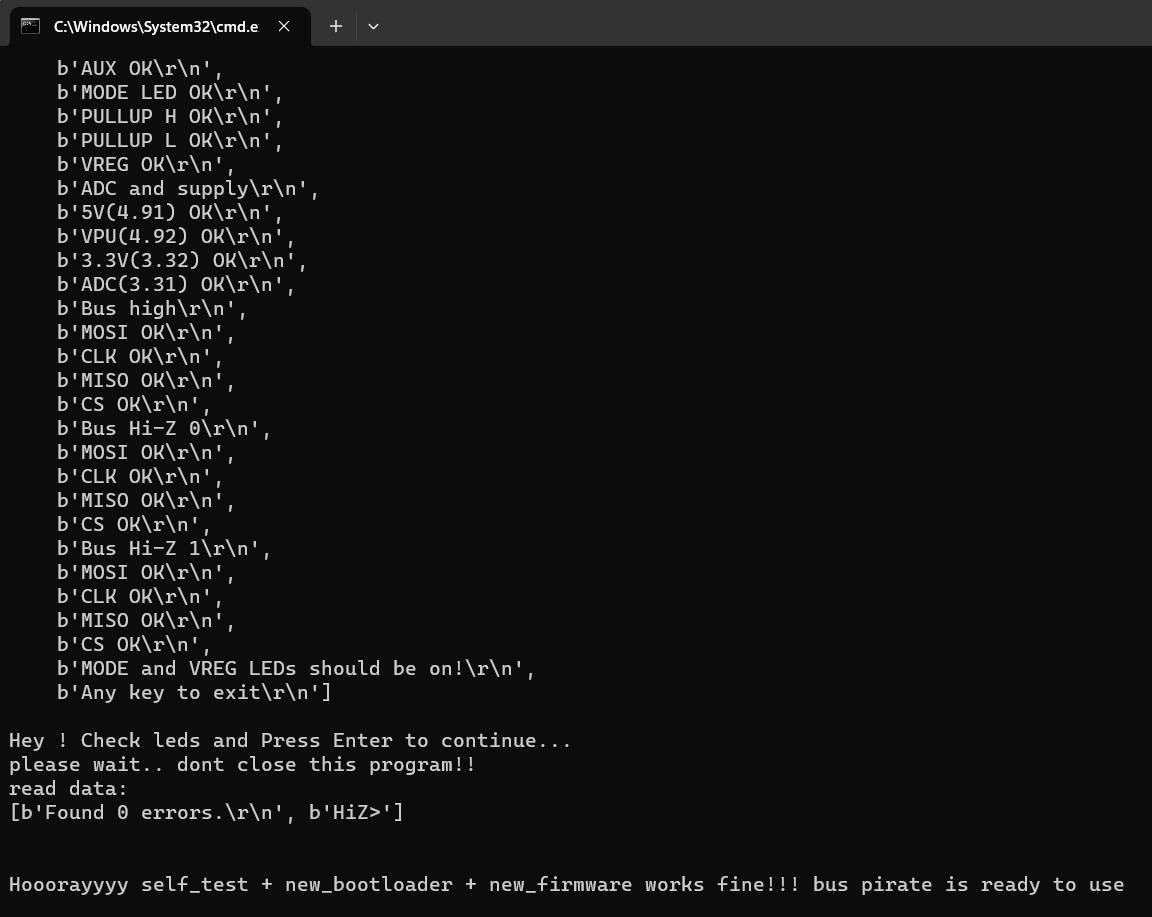 C:\Windows\System32\cmd.e
b'AUX OK\r\n',
b'MODE LED OK\r\n',
b'PULLUP H OK\r\n',
b'PULLUP L OK\r\n',
b'VREG OK\r\n',
b'ADC and supply\r\n',
b'5V(4.91) OK\r\n',
b'VPU(4.92) OK\r\n',
b'3.3V(3.32) OK\r\n',
b'ADC(3.31) OK\r\n',
b'Bus high\r\n',
b'MOSI OK\r\n',
b'CLK OK\r\n',
b'MISO OK\r\n',
b'CS OK\r\n',
b'Bus Hi-Z 0\r\n',
b'MOSI OK\r\n',
b'CLK OK\r\n',
b'MISO OK\r\n',
b'CS OK\r\n',
b'Bus Hi-Z 1\r\n',
b'MOSI OK\r\n',
b'CLK OK\r\n',
b'MISO OK\r\n',
b'CS OK\r\n',
b'MODE and VREG LEDs should be on!\r\n',
b'Any key to exit\r\n']
Hey ! Check leds and Press Enter to continue...
please wait.. dont close this program!!
read data:
[b'Found 0 errors.\r\n', b'HiZ>']
Hooorayyyy self_test + new_bootloader + new_firmware works fine!!! bus pirate is ready to use